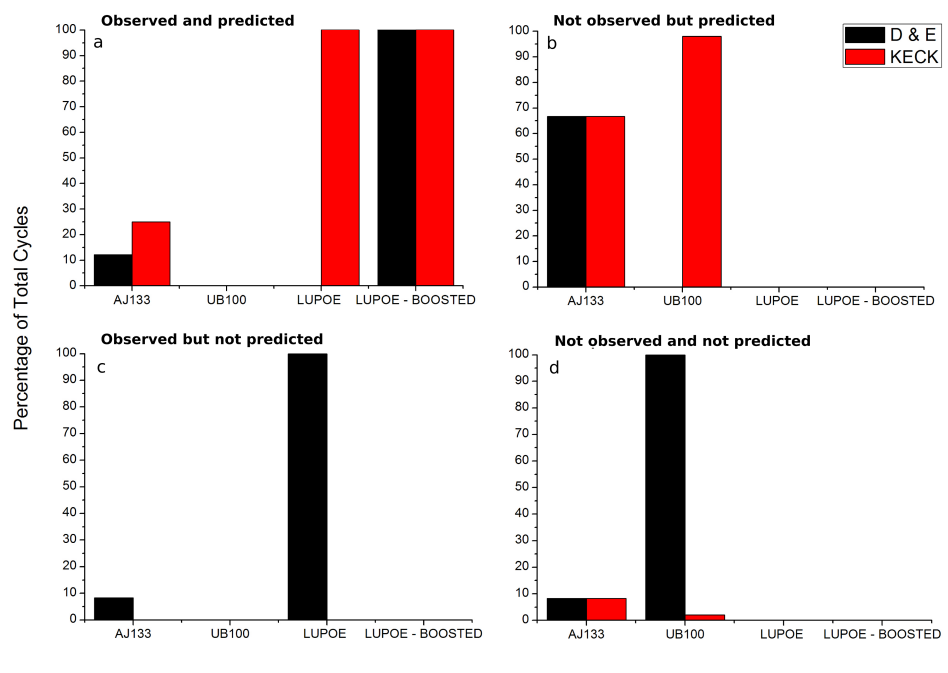 Observed and predicted
Not observed but predicted
D & E
KECK
a
100
90
80
70
60
50
40
30
20
10
0
AJ133 UB100 LUPOE LUPOE - BOOSTED
b
100
90
80
70
60
50
40
30
20
10
0
AJ133 UB100 LUPOE LUPOE - BOOSTED
Percentage of Total Cycles
Observed but not predicted
c
100
90
80
70
60
50
40
30
20
10
0
AJ133 UB100 LUPOE LUPOE - BOOSTED
Not observed and not predicted
d
100
90
80
70
60
50
40
30
20
10
0
AJ133 UB100 LUPOE LUPOE - BOOSTED